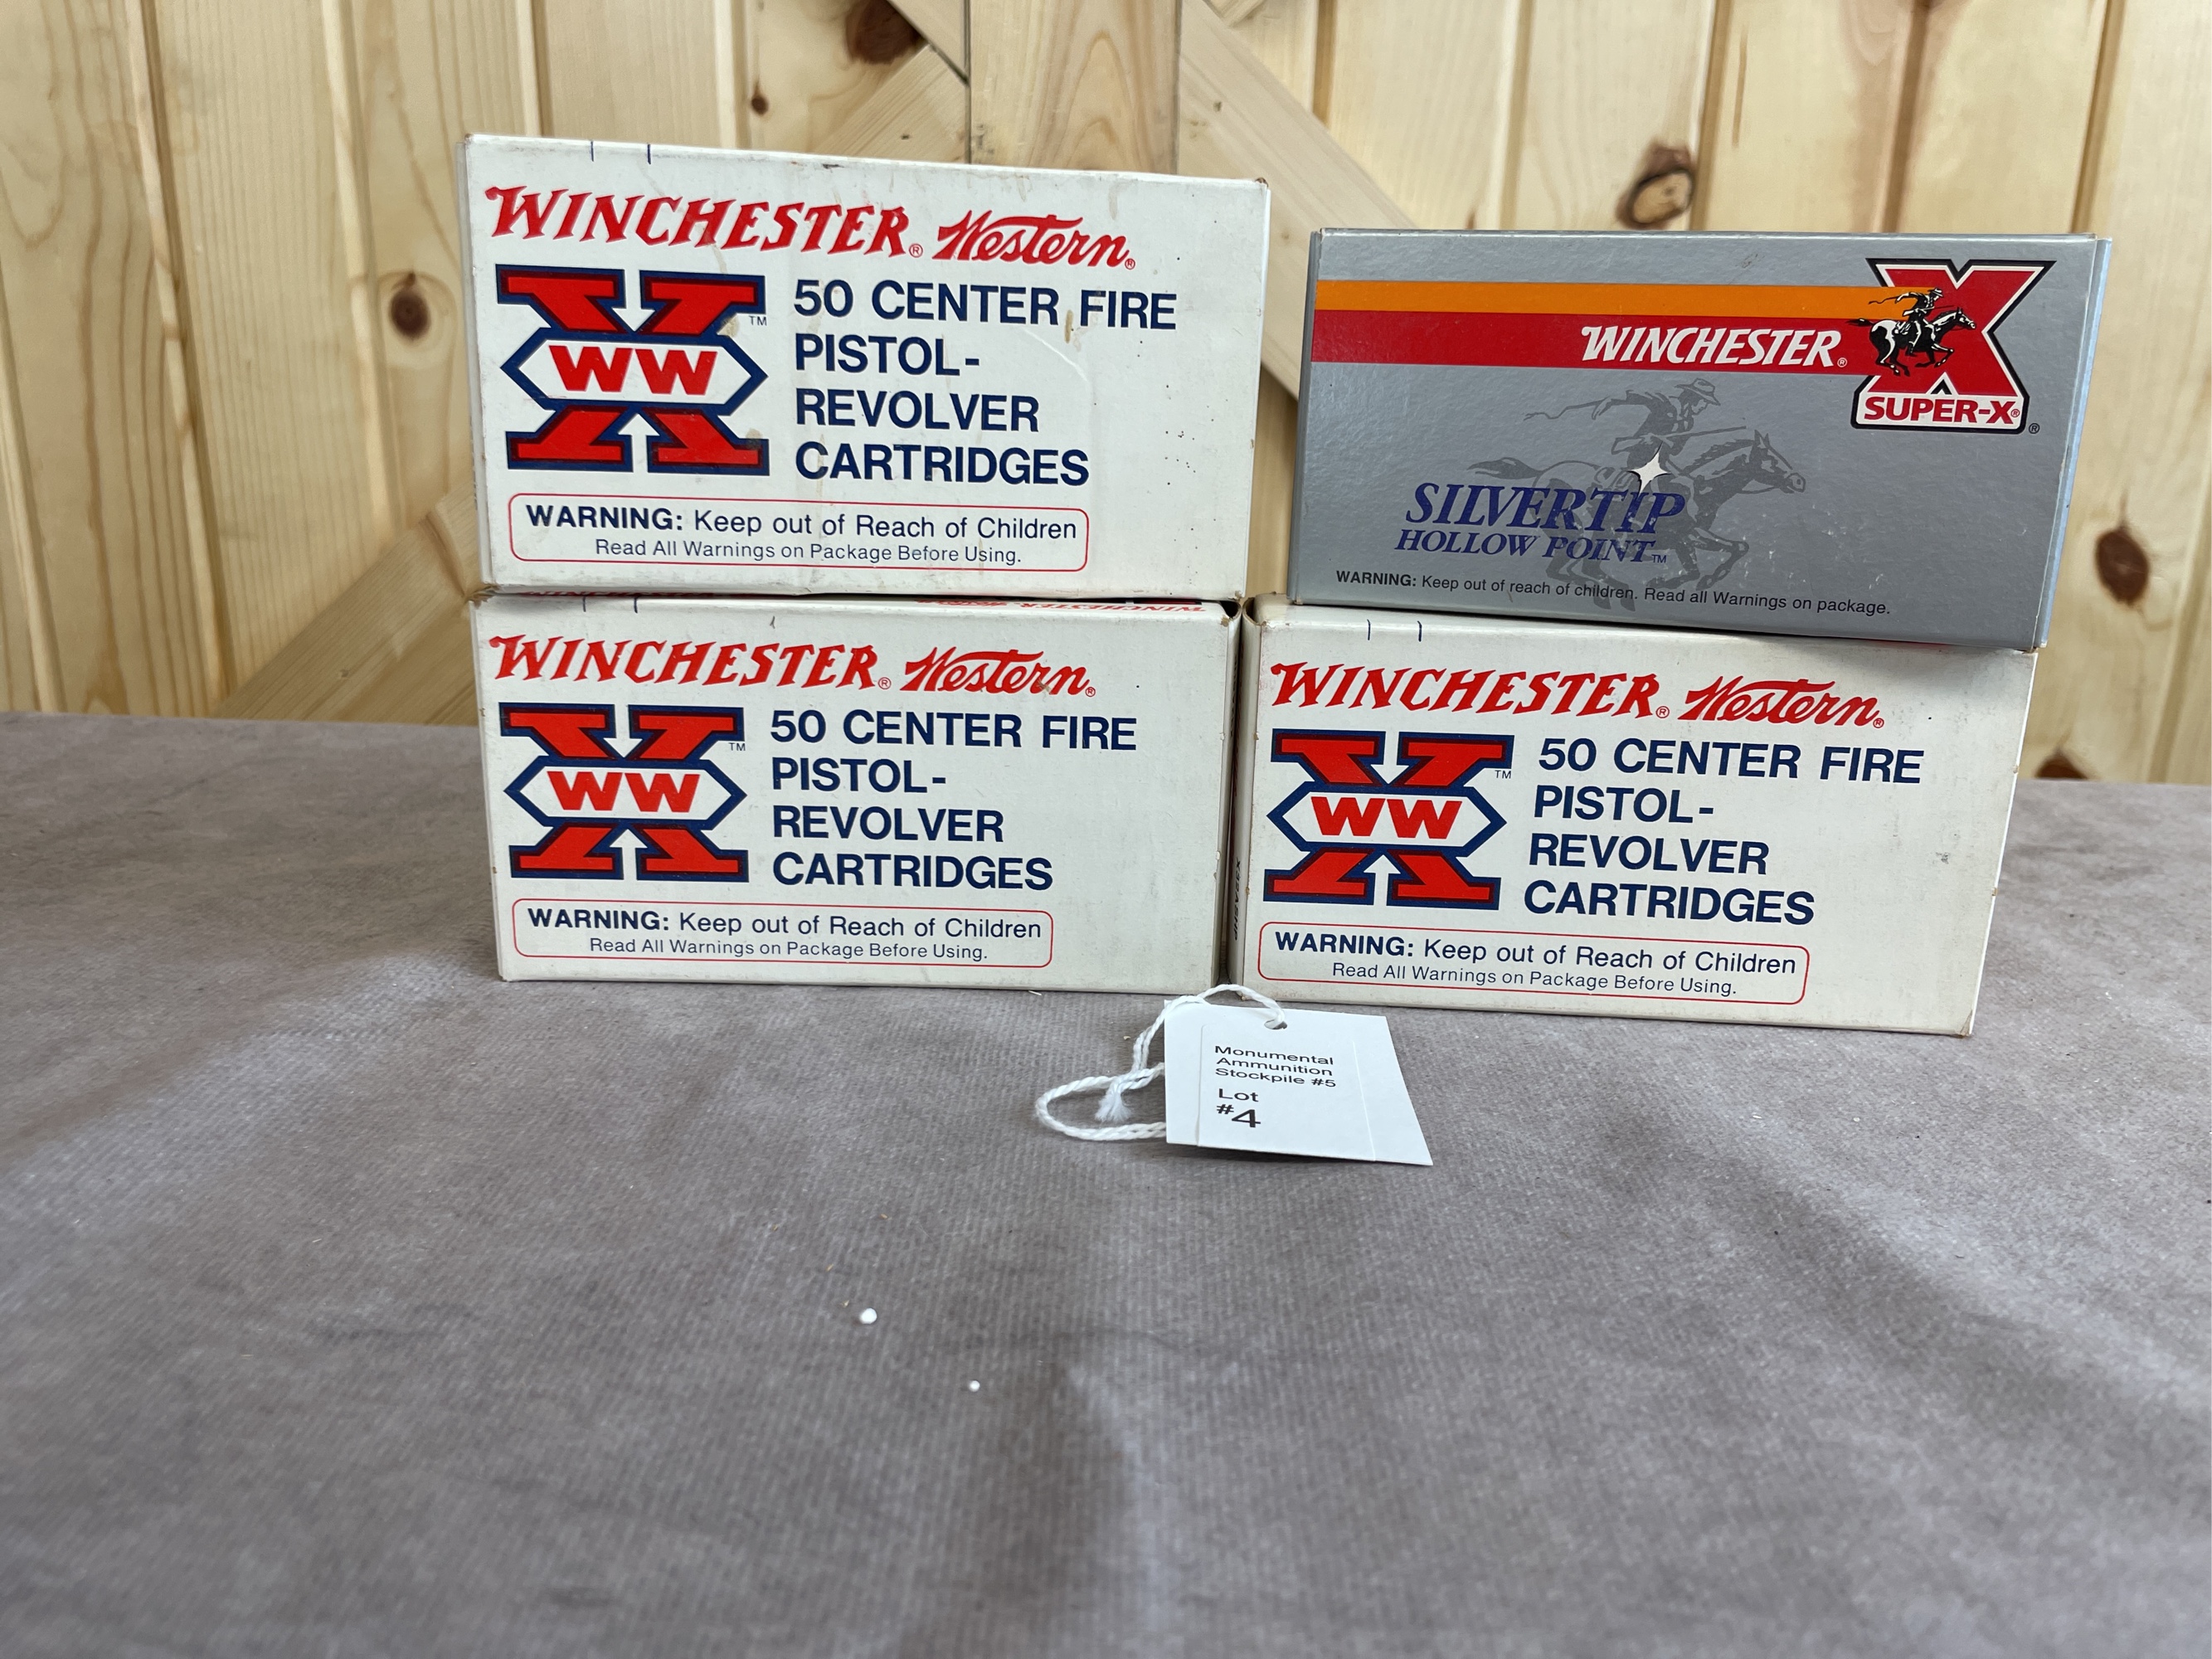 WINCHESTER® Western®
WW™
50 CENTER FIRE
PISTOL-
REVOLVER
CARTRIDGES
WARNING: Keep out of Reach of Children
Read All Warnings on Package Before Using.
WINCHESTER®
SUPER-X®
®
SILVERTIP
HOLLOW POINT™
WARNING: Keep out of reach of children. Read all Warnings on package.
WINCHESTER® Western®
WW™
50 CENTER FIRE
PISTOL-
REVOLVER
CARTRIDGES
WARNING: Keep out of Reach of Children
Read All Warnings on Package Before Using.
WINCHESTER® Western®
WW™
50 CENTER FIRE
PISTOL-
REVOLVER
CARTRIDGES
WARNING: Keep out of Reach of Children
Read All Warnings on Package Before Using.
Monumental
Ammunition
Stockpile #5
Lot
#4